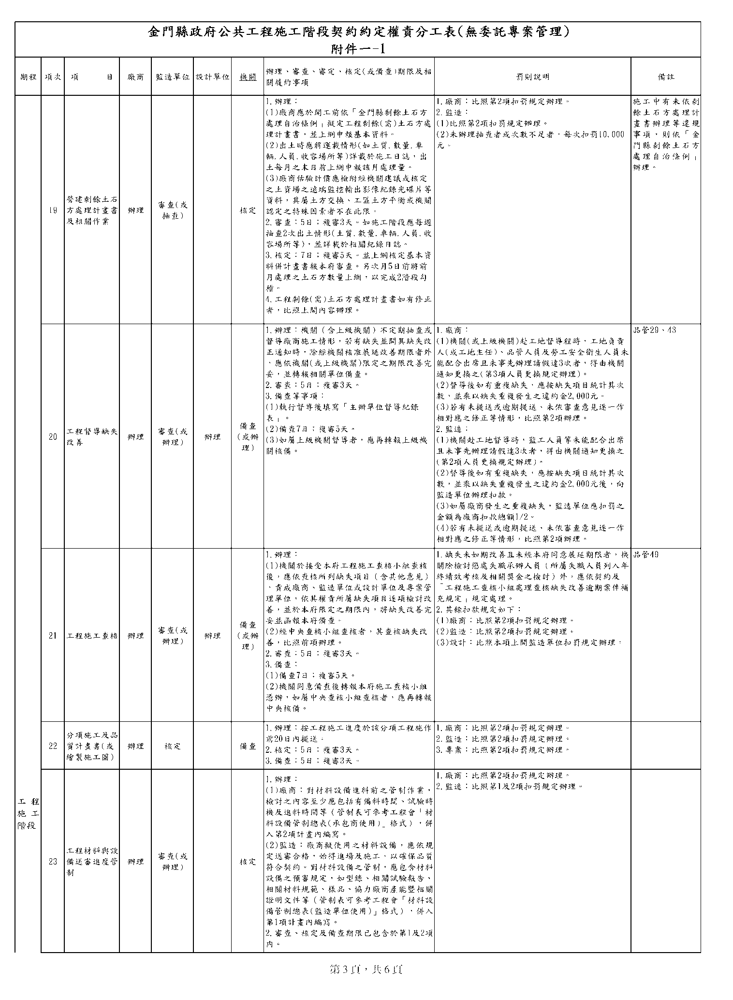 金門縣政府公共工程施工階段契約約定權責分工表(無委託專案管理)
附件一-1
期程 項次 項 目 廠商 監造單位 設計單位 機關 辦理、審查、審定、核定(或備查)期限及相 罰則說明 備註
關履約事項
19
營建剩餘土石
方處理計畫書
及相關作業
辦理
審查(或
抽查)
核定
1.辦理：
(1)廠商應於開工前依「金門縣剩餘土石方
處理自治條例」擬定工程剩餘(需)土石方處
理計畫書，並上網申報基本資料。
(2)出土時應將運載情形(如土質.數量.車
輛.人員.收容場所等)詳載於施工日誌，出
土每月之末日前上網申報該月處理量。
(3)廠商估驗計價應檢附經機關建議或核定
之土資場之遠端監控輸出影像紀錄光碟片等
資料，其屬土方交換、工區土方平衡或機關
認定之特殊因素者不在此限。
2.審查：5日；複審3天。如施工階段應每週
抽查2次出土情形(土質.數量.車輛.人員.收
容場所等)，並詳載於相關紀錄日誌。
3.核定：7日；複審5天。並上網核定基本資
料併計畫書報本府審查。另次月5日前將前
月處理之土石方數量上網，以完成2階段勾
稽。
4.工程剩餘(需)土石方處理計畫書如有修正
者，比照上開內容辦理。
1.廠商：比照第2項扣罰規定辦理。
2.監造：
(1)比照第2項扣罰規定辦理。
(2)未辦理抽查者或次數不足者，每次扣罰10,000
元。
施工中有未依剩
餘土石方處理計
畫書辦理等違規
事項，則依「金
門縣剩餘土石方
處理自治條例」
辦理。
20
工程督導缺失
改善
辦理
審查(或
辦理)
辦理
備查
(或辦
理)
1.辦理：機關（含上級機關）不定期抽查或
督導廠商施工情形，若有缺失並開具缺失改
正通知時，除經機關核准展延改善期限者外
，應依機關(或上級機關)限定之期限改善完
妥，並轉報相關單位備查。
2.審查：5日；複審3天。
3.備查等事項：
(1)執行督導後填寫「主辦單位督導紀錄
表」。
(2)備查7日；複審5天。
(3)如屬上級機關督導者，應再轉報上級機
關核備。
1.廠商：
(1)機關(或上級機關)赴工地督導程時，工地負責
人(或工地主任)、品管人員及勞工安全衛生人員未
能配合出席且未事先辦理請假達3次者，得由機關
通知更換之(第3項人員更換規定辦理)。
(2)督導後如有重複缺失，應按缺失項目統計其次
數，並乘以缺失重複發生之違約金2,000元。
(3)若有未提送或逾期提送、未依審查意見逐一作
相對應之修正等情形，比照第2項辦理。
2.監造：
(1)機關赴工地督導時，監工人員等未能配合出席
且未事先辦理請假達3次者，得由機關通知更換之
(第2項人員更換規定辦理)。
(2)督導後如有重複缺失，應按缺失項目統計其次
數，並乘以缺失重複發生之違約金2,000元後，向
監造單位辦理扣款。
(3)如屬廠商發生之重複缺失，監造單位應扣罰之
金額為廠商扣款總額1/2。
(4)若有未提送或逾期提送、未依審查意見逐一作
相對應之修正等情形，比照第2項辦理。
品管29、43
21
工程施工查核
辦理
審查(或
辦理)
辦理
備查
(或辦
理)
1.辦理：
(1)機關於接受本府工程施工查核小組查核
後，應依查核所列缺失項目（含其他意見）
，責成廠商、監造單位或設計單位及專案管
理單位，依其權責所屬缺失項目逐項檢討改
善，並於本府限定之期限內，將缺失改善完
妥並函報本府備查。
(2)經中央查核小組查核者，其查核缺失改
善，比照前項辦理。
2.審查：5日；複審3天。
3.備查：
(1)備查7日；複審5天。
(2)機關同意備查後轉報本府施工查核小組
憑辦，如屬中央查核小組查核者，應再轉報
中央核備。
1.缺失未如期改善且未經本府同意展延期限者，機
關除檢討懲處失職承辦人員（所屬失職人員列入年
終績效考核及相關獎金之檢討）外，應依契約及
「工程施工查核小組處理查核缺失改善逾期案件補
充規定」規定處理。
2.其餘扣款規定如下：
(1)廠商：比照第2項扣罰規定辦理。
(2)監造：比照第2項扣罰規定辦理。
(3)設計：比照本項上開監造單位扣罰規定辦理。
品管49
22
分項施工及品
質計畫書(或
繪製施工圖)
辦理
核定
備查
1.辦理：按工程施工進度於該分項工程施作
前20日內提送。
2.核定：5日；複審3天。
3.備查：5日；複審3天。
1.廠商：比照第2項扣罰規定辦理。
2.監造：比照第2項扣罰規定辦理。
3.專案：比照第2項扣罰規定辦理。
工程
施工
階段
23
工程材料與設
備送審進度管
制
辦理
審查(或
辦理)
核定
1.辦理：
(1)廠商：對材料設備進料前之管制作業，
檢討之內容至少應包括有備料時間、試驗時
機及進料時間等（管制表可參考工程會「材
料設備管制總表(承包商使用)」格式），併
入第2項計畫內編寫。
(2)監造：廠商擬使用之材料設備，應依規
定送審合格，始得進場及施工，以確保品質
符合契約。對材料設備之管制，應包含材料
設備之預審規定，如型錄、相關試驗報告、
相關材料規範、樣品、協力廠商產能暨相關
證明文件等（管制表可參考工程會「材料設
備管制總表(監造單位使用)」格式），併入
第1項計畫內編寫。
2.審查、核定及備查期限已包含於第1及2項
內。
1.廠商：比照第2項扣罰規定辦理。
2.監造：比照第1及2項扣罰規定辦理。
第 3 頁，共 6 頁